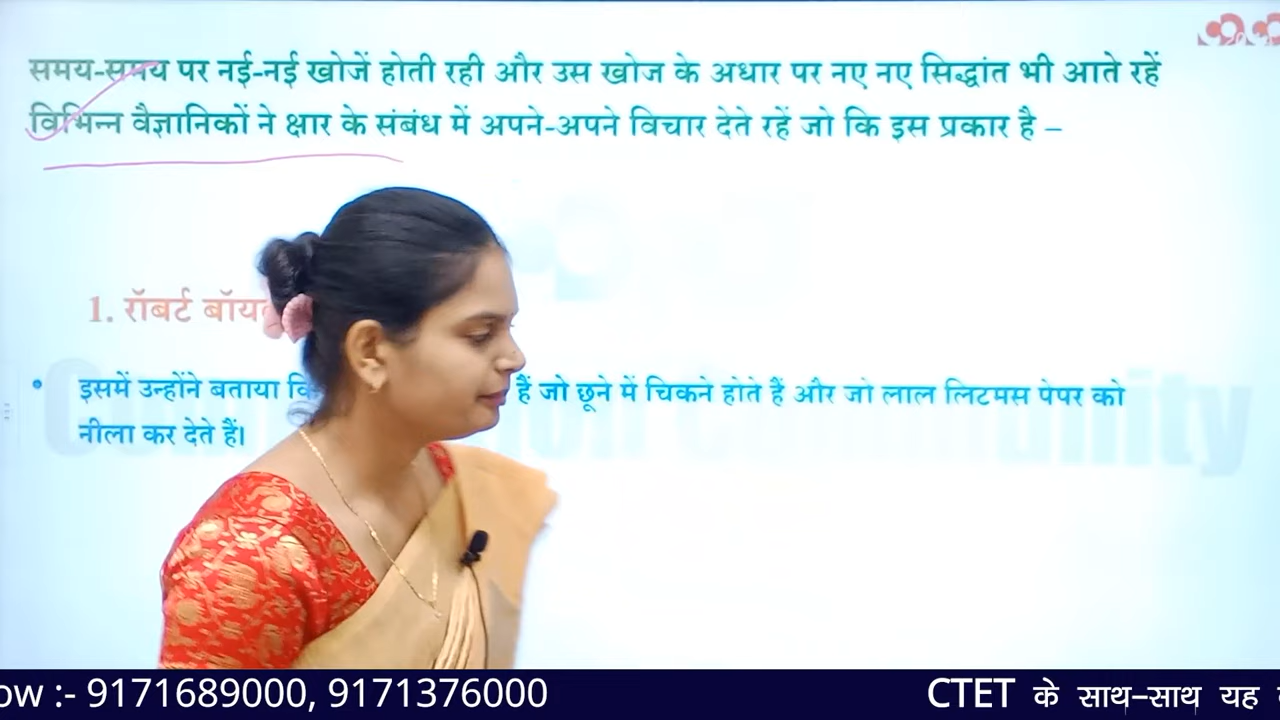 समय-समय पर नई-नई खोजें होती रही और उस खोज के अधार पर नए नए सिद्धांत भी आते रहें
विभिन्न वैज्ञानिकों ने क्षार के संबंध में अपने-अपने विचार देते रहें जो कि इस प्रकार है –
1. रॉबर्ट
• इसमें उन्होंने बताया हैं जो छूने में चिकने होते हैं और जो लाल लिटमस पेपर को
नीला कर देते हैं।
:- 9171689000, 9171376000 CTET के साथ–साथ यह